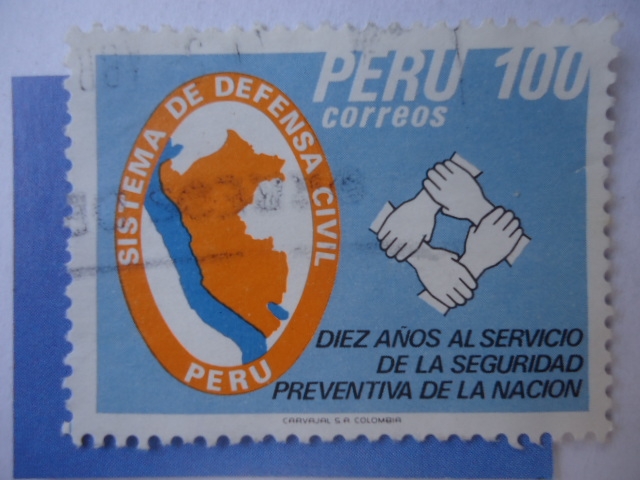 PERU 100
correos
SISTEMA DE DEFENSA CIVIL
PERU
DIEZ AÑOS AL SERVICIO
DE LA SEGURIDAD
PREVENTIVA DE LA NACION
CARVAJAL S.A. COLOMBIA